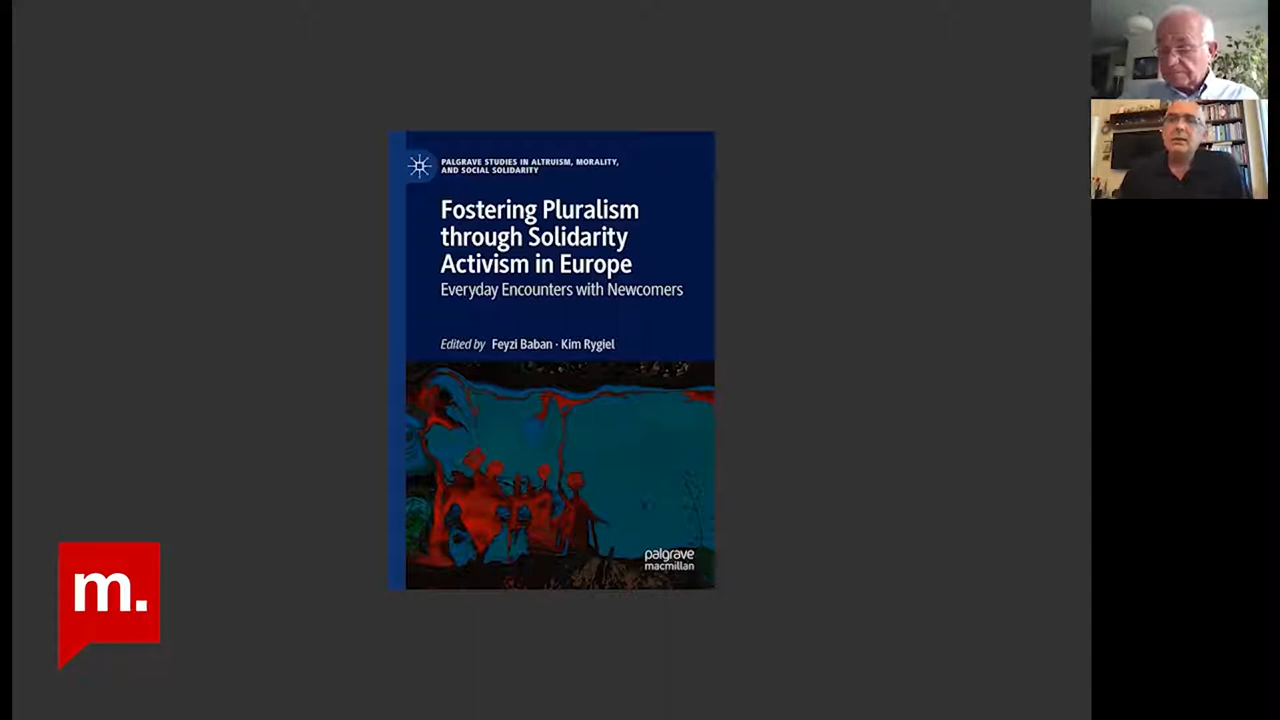 PALGRAVE STUDIES IN ALTRUISM, MORALITY,
AND SOCIAL SOLIDARITY
Fostering Pluralism
through Solidarity
Activism in Europe
Everyday Encounters with Newcomers
Edited by Feyzi Baban · Kim Rygiel
palgrave
macmillan
m.